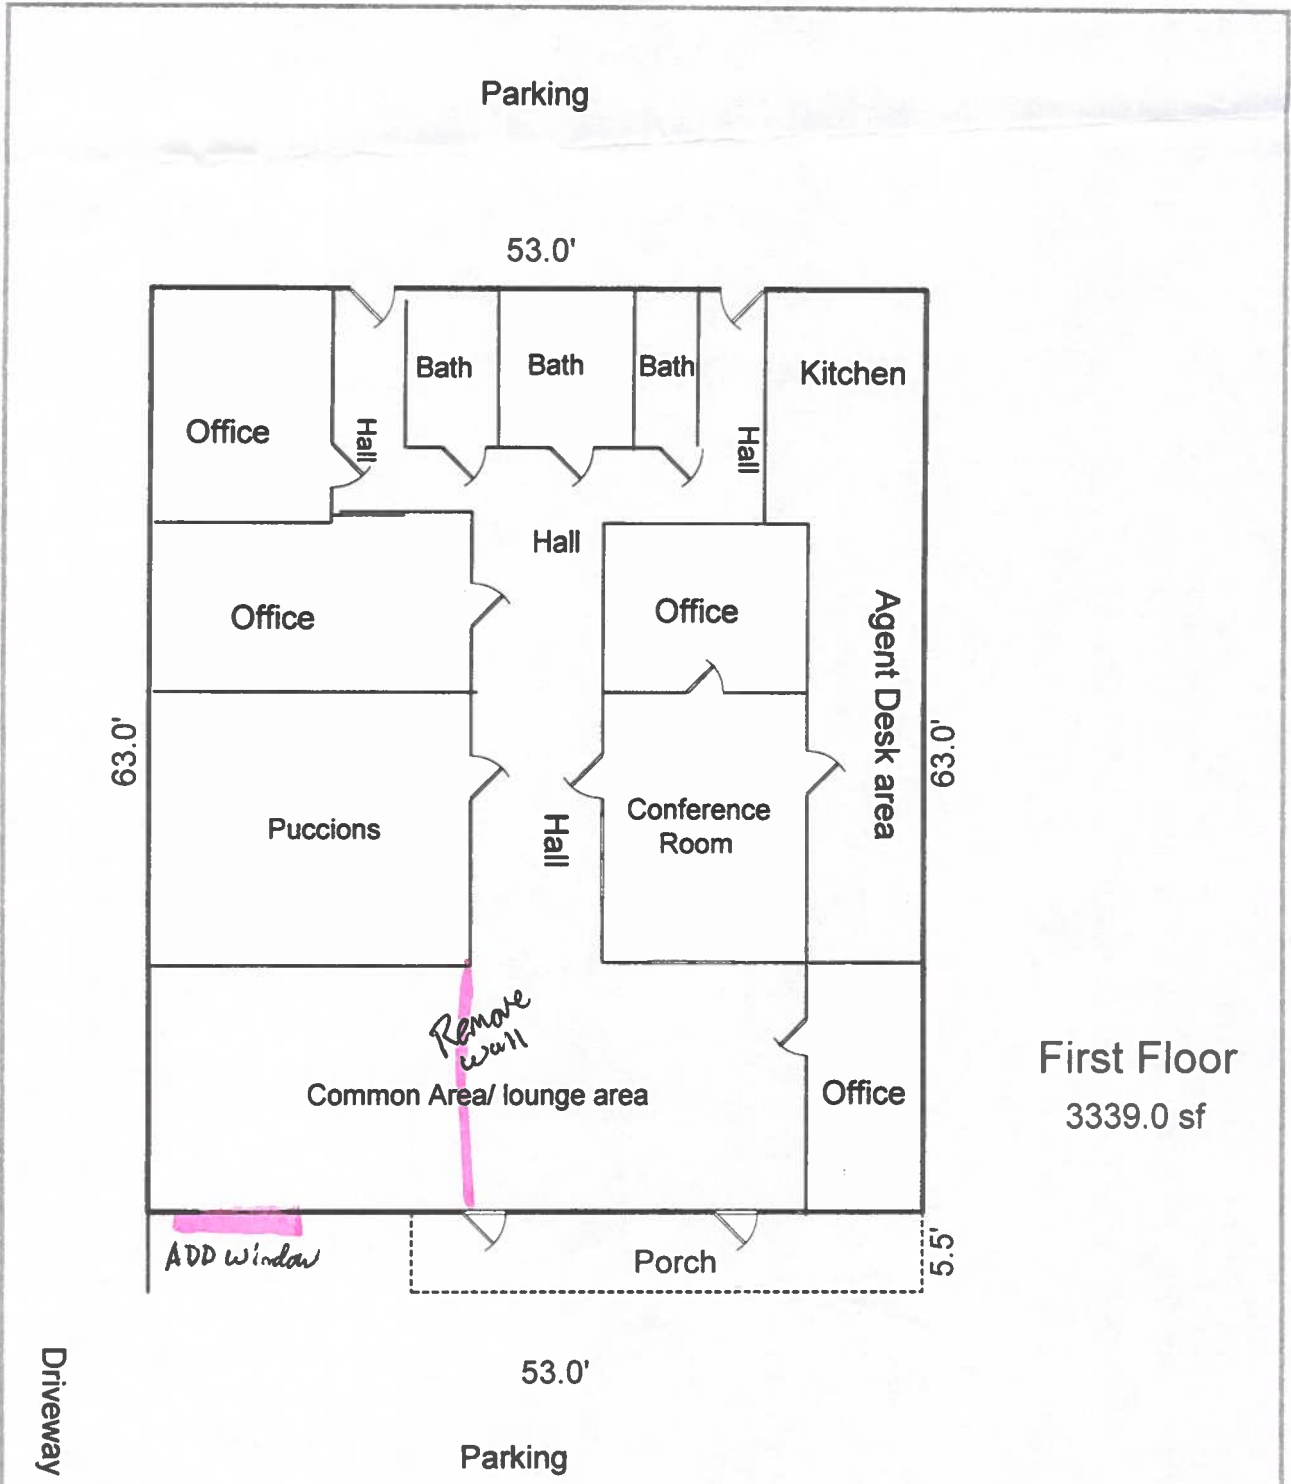 Parking
53.0'
Bath
Bath
Bath
Kitchen
Office
Hall
Hall
Hall
Office
Office
Agent Desk area
63.0'
63.0'
Puccions
Hall
Conference
Room
Remove
wall
Common Area/ lounge area
Office
First Floor
3339.0 sf
ADD window
Porch
5.5'
53.0'
Driveway
Parking